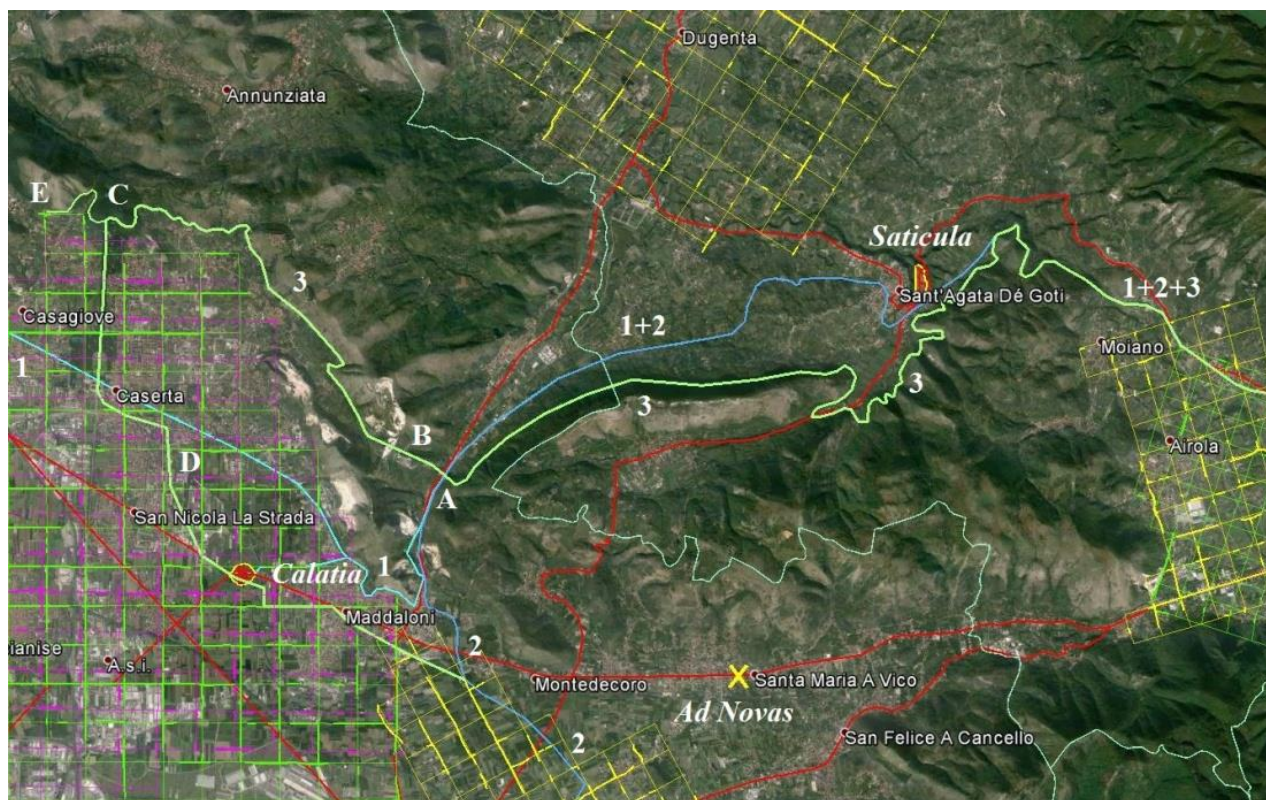 Dugenta
Annunziata
E
C
Saticula
3
Sant'Agata Dé Goti
1+2+3
Casagiove
1+2
Moiano
1
Caserta
3
3
B
Airola
D
A
San Nicola La Strada
Calatia
1
Maddaloni
ianise
A.s.i.
2
Montedecoro
Santa Maria A Vico
Ad Novas
2
San Felice A Cancello